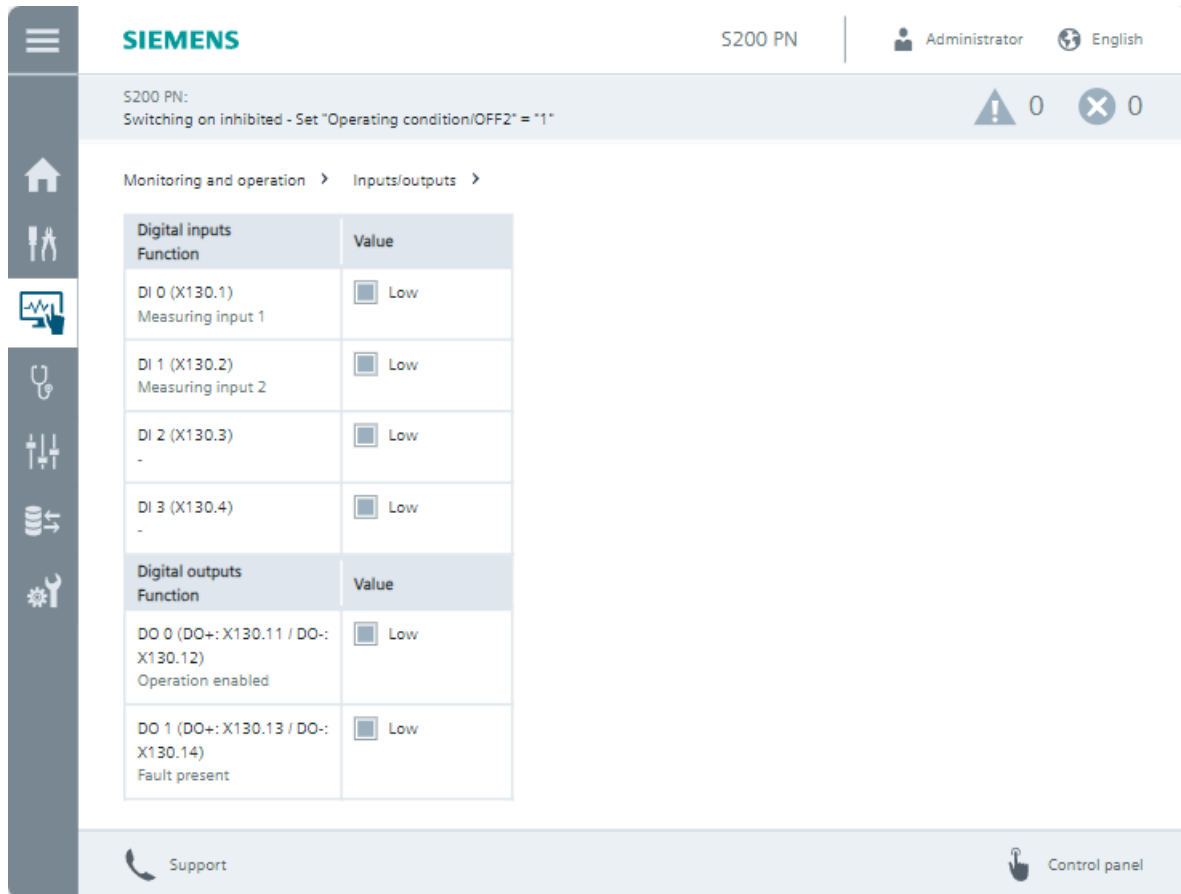 SIEMENS
S200 PN
Administrator
English
S200 PN:
Switching on inhibited - Set "Operating condition/OFF2" = "1"
0
0
Monitoring and operation >
Inputs/outputs >
Digital inputs
Function
Value
DI 0 (X130.1)
Measuring input 1
Low
DI 1 (X130.2)
Measuring input 2
Low
DI 2 (X130.3)
-
Low
DI 3 (X130.4)
-
Low
Digital outputs
Function
Value
DO 0 (DO+: X130.11 / DO-:
X130.12)
Operation enabled
Low
DO 1 (DO+: X130.13 / DO-:
X130.14)
Fault present
Low
Support
Control panel